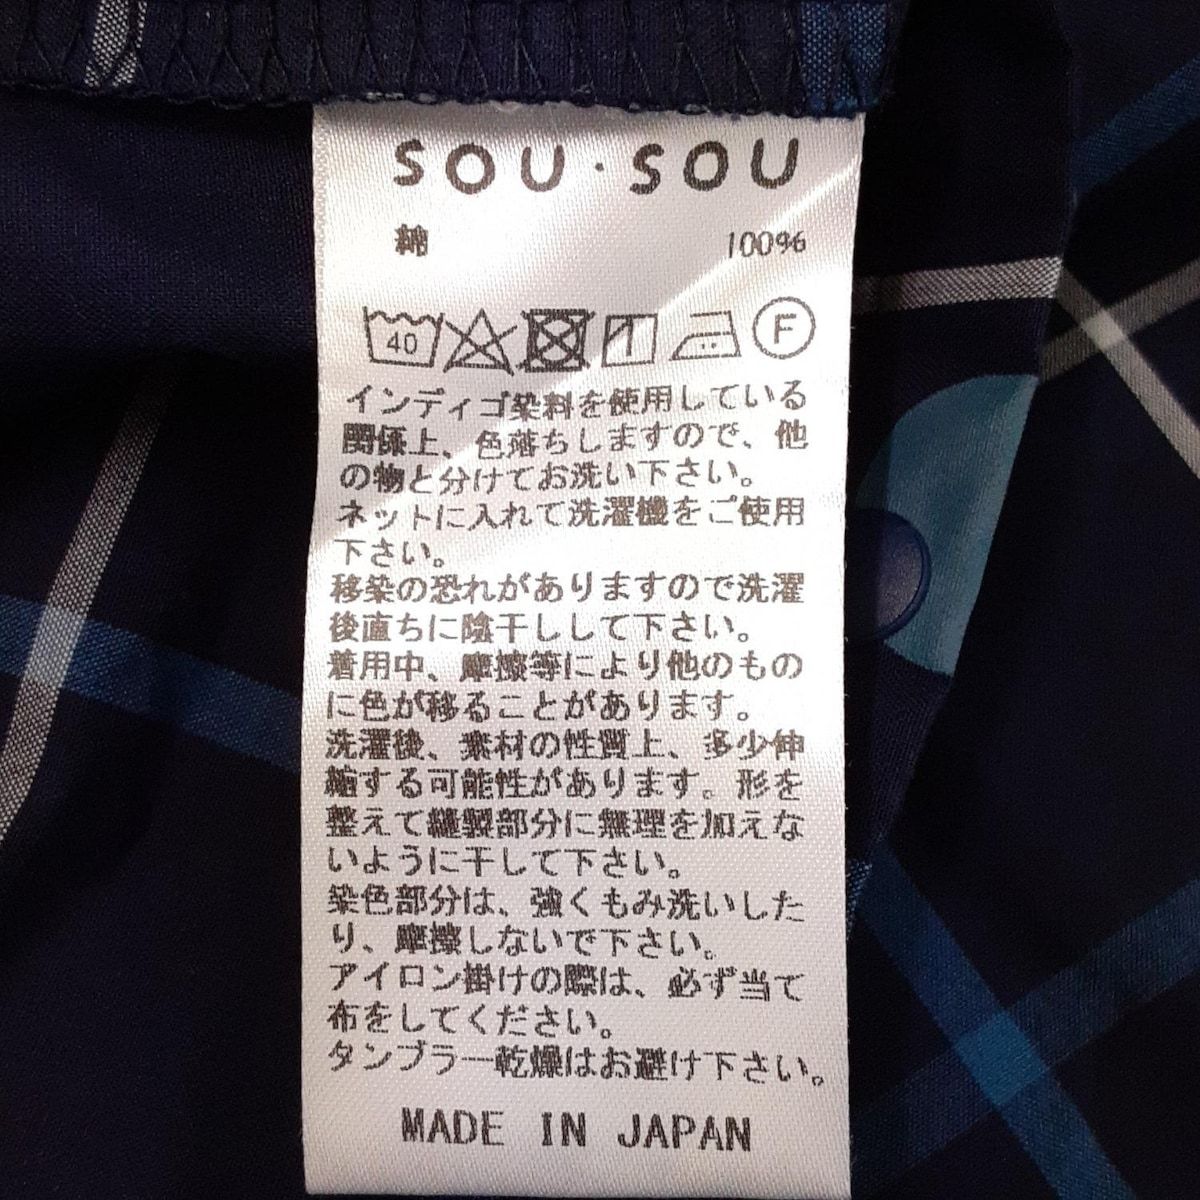 SOU・SOU
綿 100%
40 F
インディゴ染料を使用している
関係上、色落ちしますので、他
の物と分けてお洗い下さい。
ネットに入れて洗濯機をご使用
下さい。
移染の恐れがありますので洗濯
後直ちに陰干しして下さい。
着用中、摩擦等により他のもの
に色が移ることがあります。
洗濯後、素材の性質上、多少伸
縮する可能性があります。形を
整えて縫製部分に無理を加えな
いように干して下さい。
染色部分は、強くもみ洗いした
り、摩擦しないで下さい。
アイロン掛けの際は、必ず当て
布をしてください。
タンブラー乾燥はお避け下さい。
MADE IN JAPAN